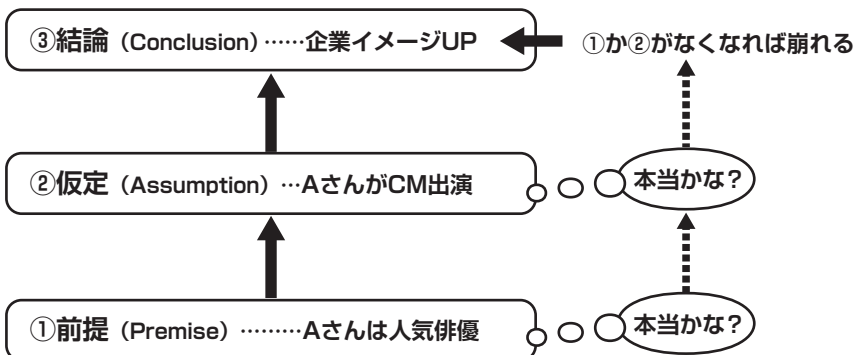 ③結論（Conclusion）……企業イメージUP
①か②がなくなれば崩れる
②仮定（Assumption）…AさんがCM出演
本当かな？
①前提（Premise）………Aさんは人気俳優
本当かな？